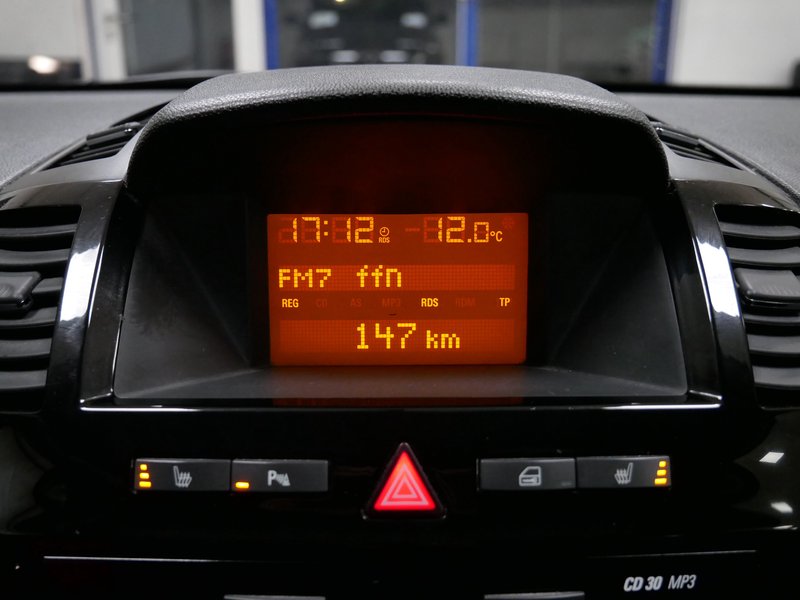 17:12 RDS 12.0°C
FM7 ffn
REG CD AS MP3 RDS RDM TP
147 km
P
CD 30 MP3